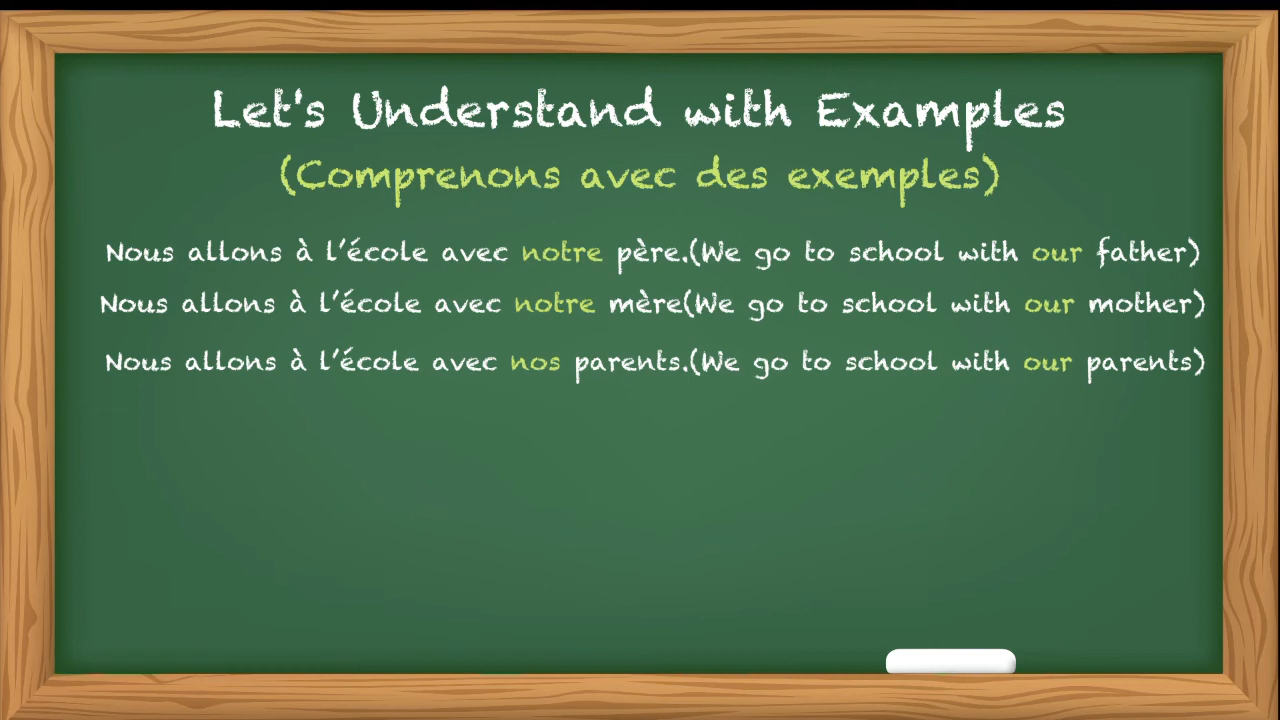 Let's Understand with Examples
(Comprenons avec des exemples)
Nous allons à l’école avec notre père.(We go to school with our father)
Nous allons à l’école avec notre mère(We go to school with our mother)
Nous allons à l’école avec nos parents.(We go to school with our parents)